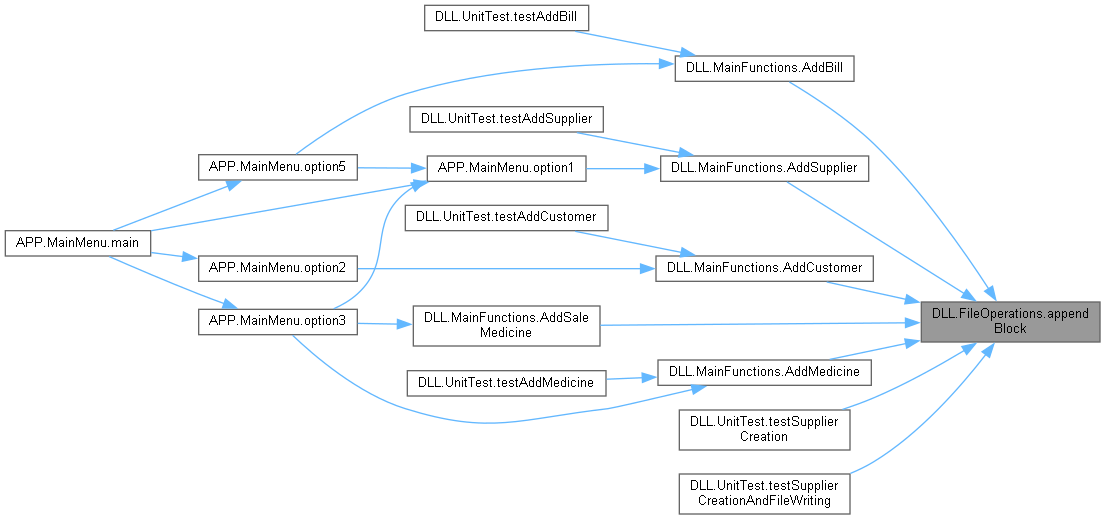 DLL.UnitTest.testAddBill
DLL.MainFunctions.AddBill
DLL.UnitTest.testAddSupplier
APP.MainMenu.option5
APP.MainMenu.option1
DLL.MainFunctions.AddSupplier
DLL.UnitTest.testAddCustomer
APP.MainMenu.main
APP.MainMenu.option2
DLL.MainFunctions.AddCustomer
APP.MainMenu.option3
DLL.MainFunctions.AddSale
Medicine
DLL.FileOperations.append
Block
DLL.UnitTest.testAddMedicine
DLL.MainFunctions.AddMedicine
DLL.UnitTest.testSupplier
Creation
DLL.UnitTest.testSupplier
CreationAndFileWriting